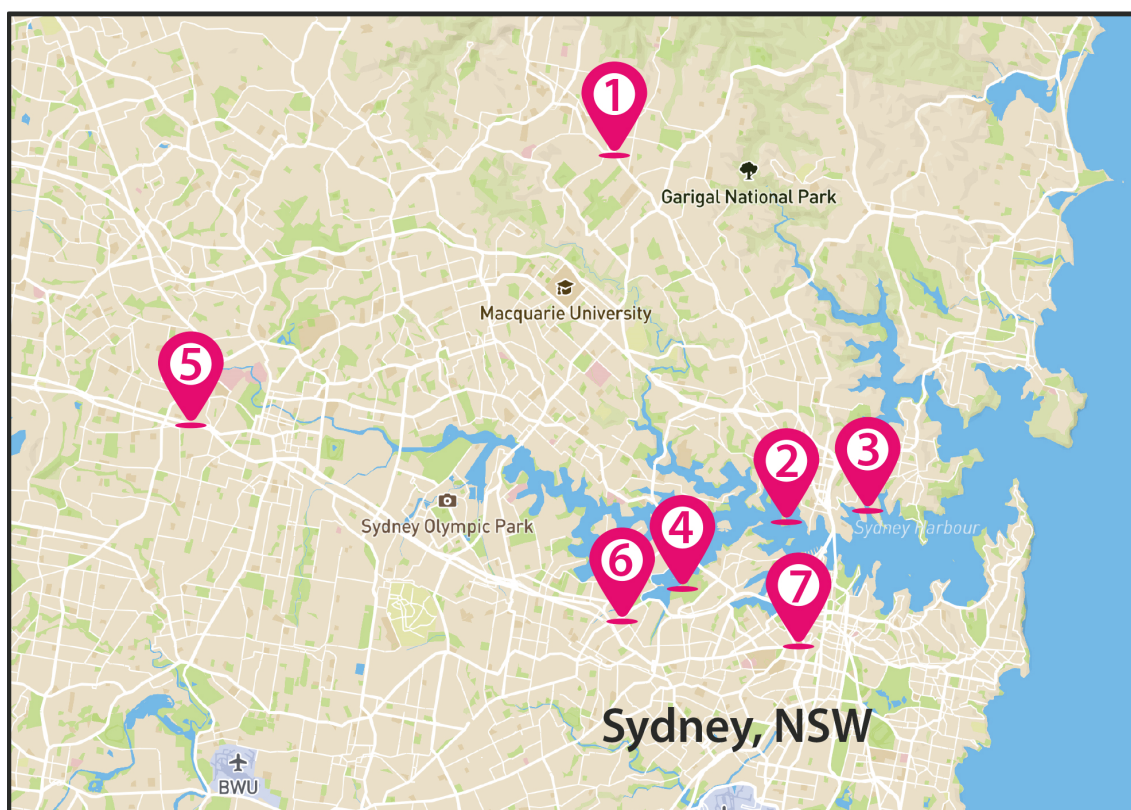 1
Garigal National Park
Macquarie University
5
2
3
Sydney Olympic Park
Sydney Harbour
4
6
7
Sydney, NSW
BWU